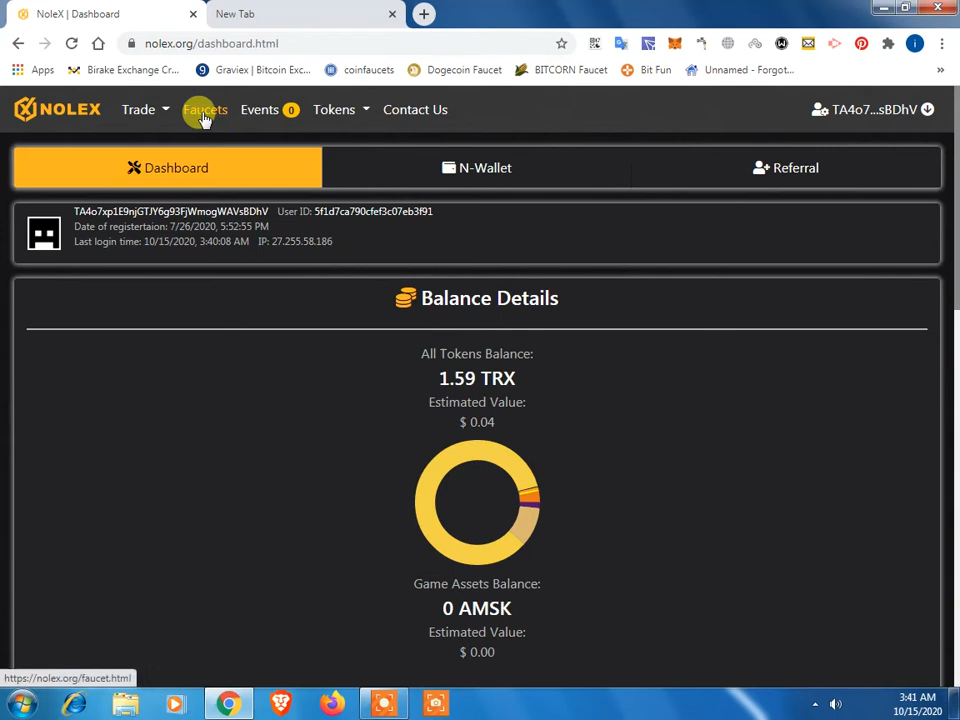 NoleX | Dashboard
New Tab
nolex.org/dashboard.html
Apps
Birake Exchange Cr...
Graviex | Bitcoin Exc...
coinfaucets
Dogecoin Faucet
BITCORN Faucet
Bit Fun
Unnamed - Forgot...
»
NOLEX
Trade
Faucets
Events 0
Tokens
Contact Us
TA4o7...sBDhV
Dashboard
N-Wallet
Referral
TA4o7xp1E9njGTJY6g93FjWmogWAVsBDhV User ID: 5f1d7ca790cfef3c07eb3f91
Date of registertaion: 7/26/2020, 5:52:55 PM
Last login time: 10/15/2020, 3:40:08 AM IP: 27.255.58.186
Balance Details
All Tokens Balance:
1.59 TRX
Estimated Value:
$ 0.04
Game Assets Balance:
0 AMSK
Estimated Value:
$ 0.00
https://nolex.org/faucet.html
3:41 AM
10/15/2020